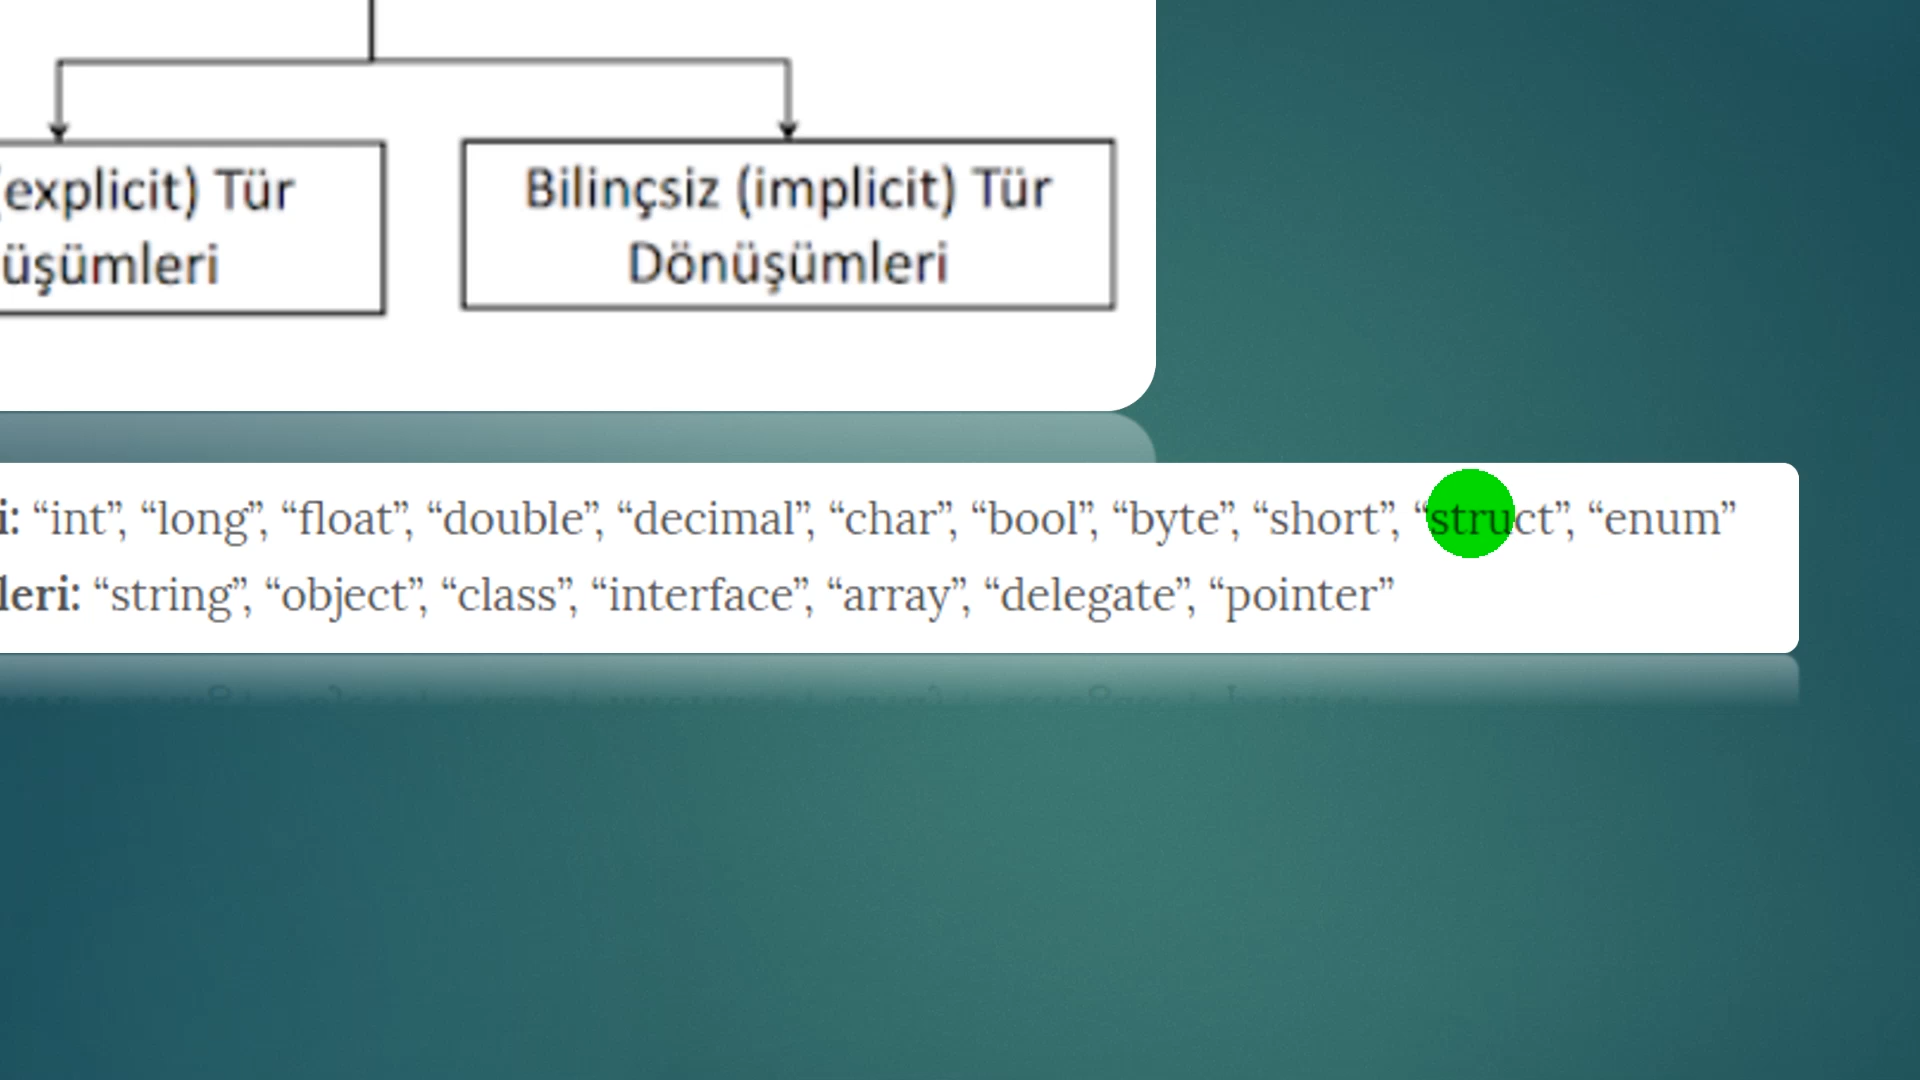 (explicit) Tür
üşümleri
Bilinçsiz (implicit) Tür
Dönüşümleri
i: “int”, “long”, “float”, “double”, “decimal”, “char”, “bool”, “byte”, “short”, “struct”, “enum”
leri: “string”, “object”, “class”, “interface”, “array”, “delegate”, “pointer”